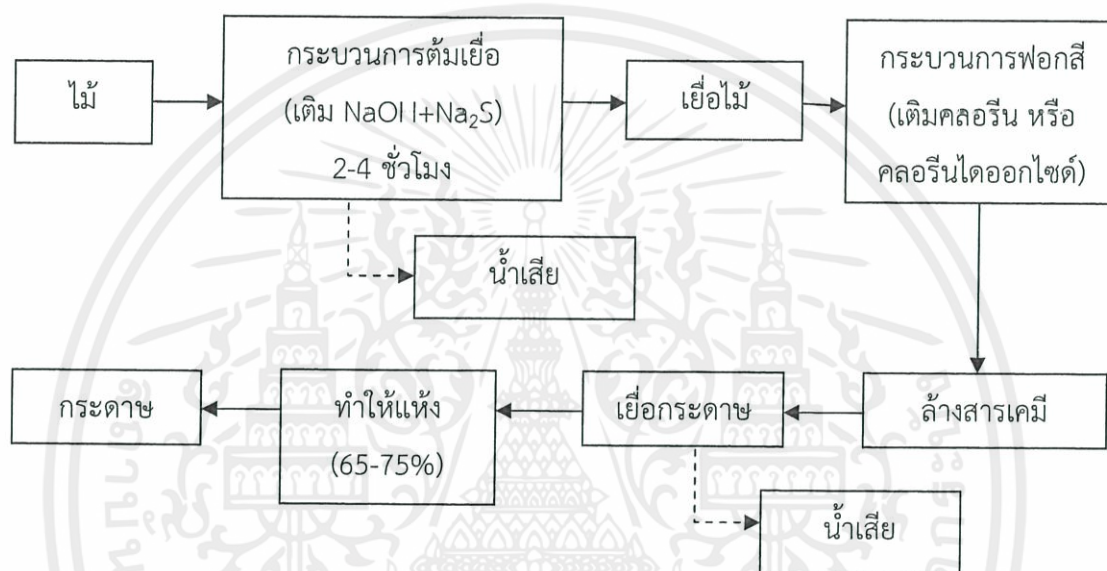 ไม้
กระบวนการต้มเยื่อ
(เติม NaOH+Na₂S)
2-4 ชั่วโมง
เยื่อไม้
กระบวนการฟอกสี
(เติมคลอรีน หรือ
คลอรีนไดออกไซด์)
น้ำเสีย
กระดาษ
ทำให้แห้ง
(65-75%)
เยื่อกระดาษ
ล้างสารเคมี
น้ำเสีย